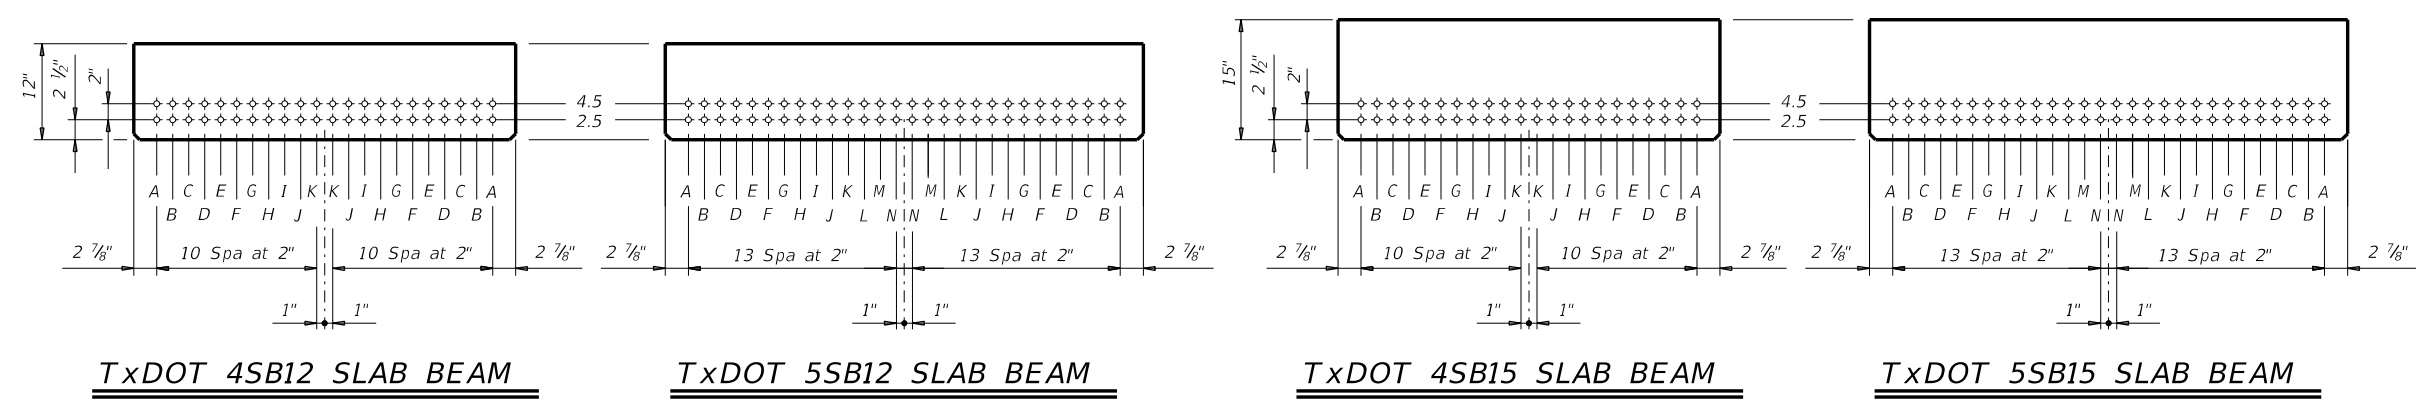 12" 2 ½" 2" 4.5 15" 2 ½" 2" 4.5
2.5 2.5
A C E G I K K I G E C A A C E G I K M M K I G E C A A C E G I K K I G E C A A C E G I K M M K I G E C A
B D F H J J H F D B B D F H J L N N L J H F D B B D F H J J H F D B B D F H J L N N L J H F D B
2 ⅞" 10 Spa at 2" 10 Spa at 2" 2 ⅞" 2 ⅞" 13 Spa at 2" 13 Spa at 2" 2 ⅞" 2 ⅞" 10 Spa at 2" 10 Spa at 2" 2 ⅞" 2 ⅞" 13 Spa at 2" 13 Spa at 2" 2 ⅞"
1" 1" 1" 1" 1" 1" 1" 1"
TxDOT 4SB12 SLAB BEAM TxDOT 5SB12 SLAB BEAM TxDOT 4SB15 SLAB BEAM TxDOT 5SB15 SLAB BEAM